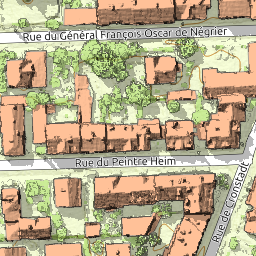 Rue du Général François Oscar de Négrier
Rue du Peintre Heim
Rue de Cronstadt